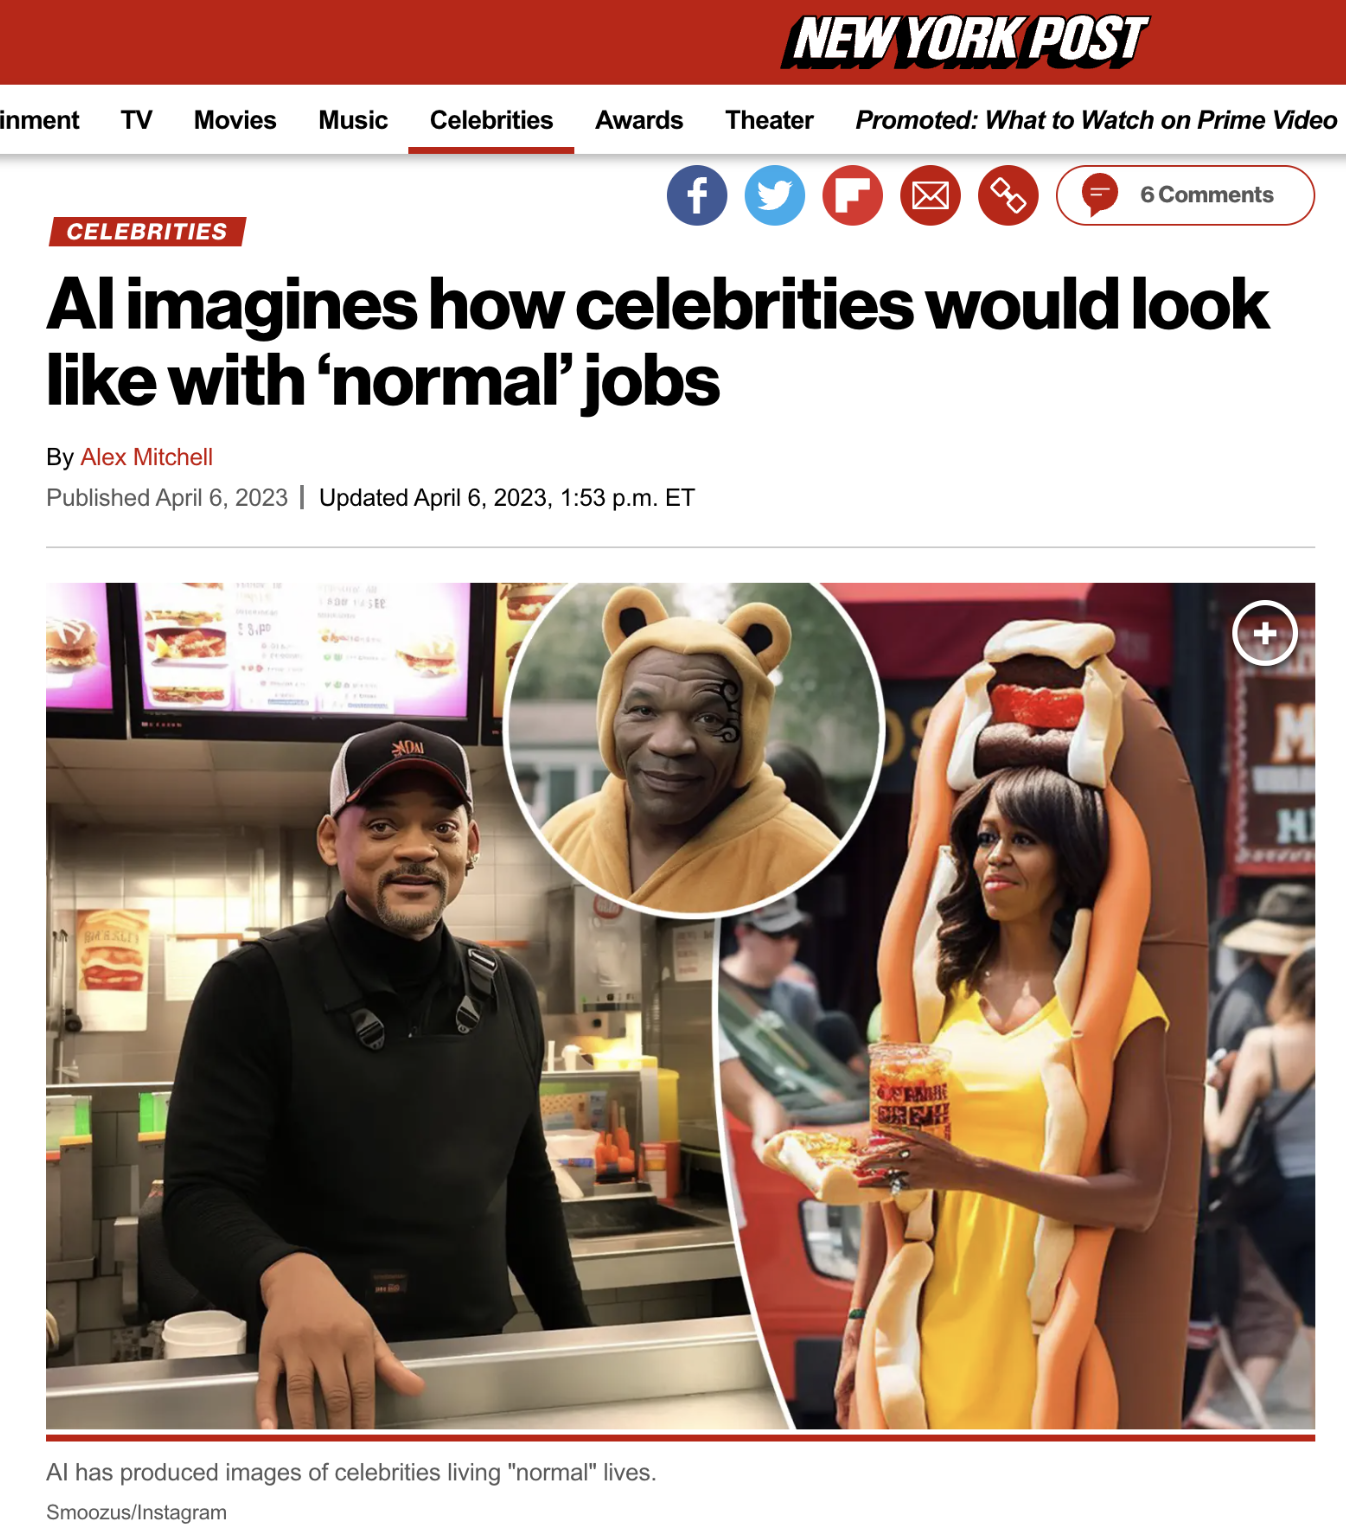 NEW YORK POST
inment TV Movies Music Celebrities Awards Theater Promoted: What to Watch on Prime Video
6 Comments
CELEBRITIES
AI imagines how celebrities would look
like with ‘normal’ jobs
By Alex Mitchell
Published April 6, 2023 | Updated April 6, 2023, 1:53 p.m. ET
AI has produced images of celebrities living "normal" lives.
Smoozus/Instagram